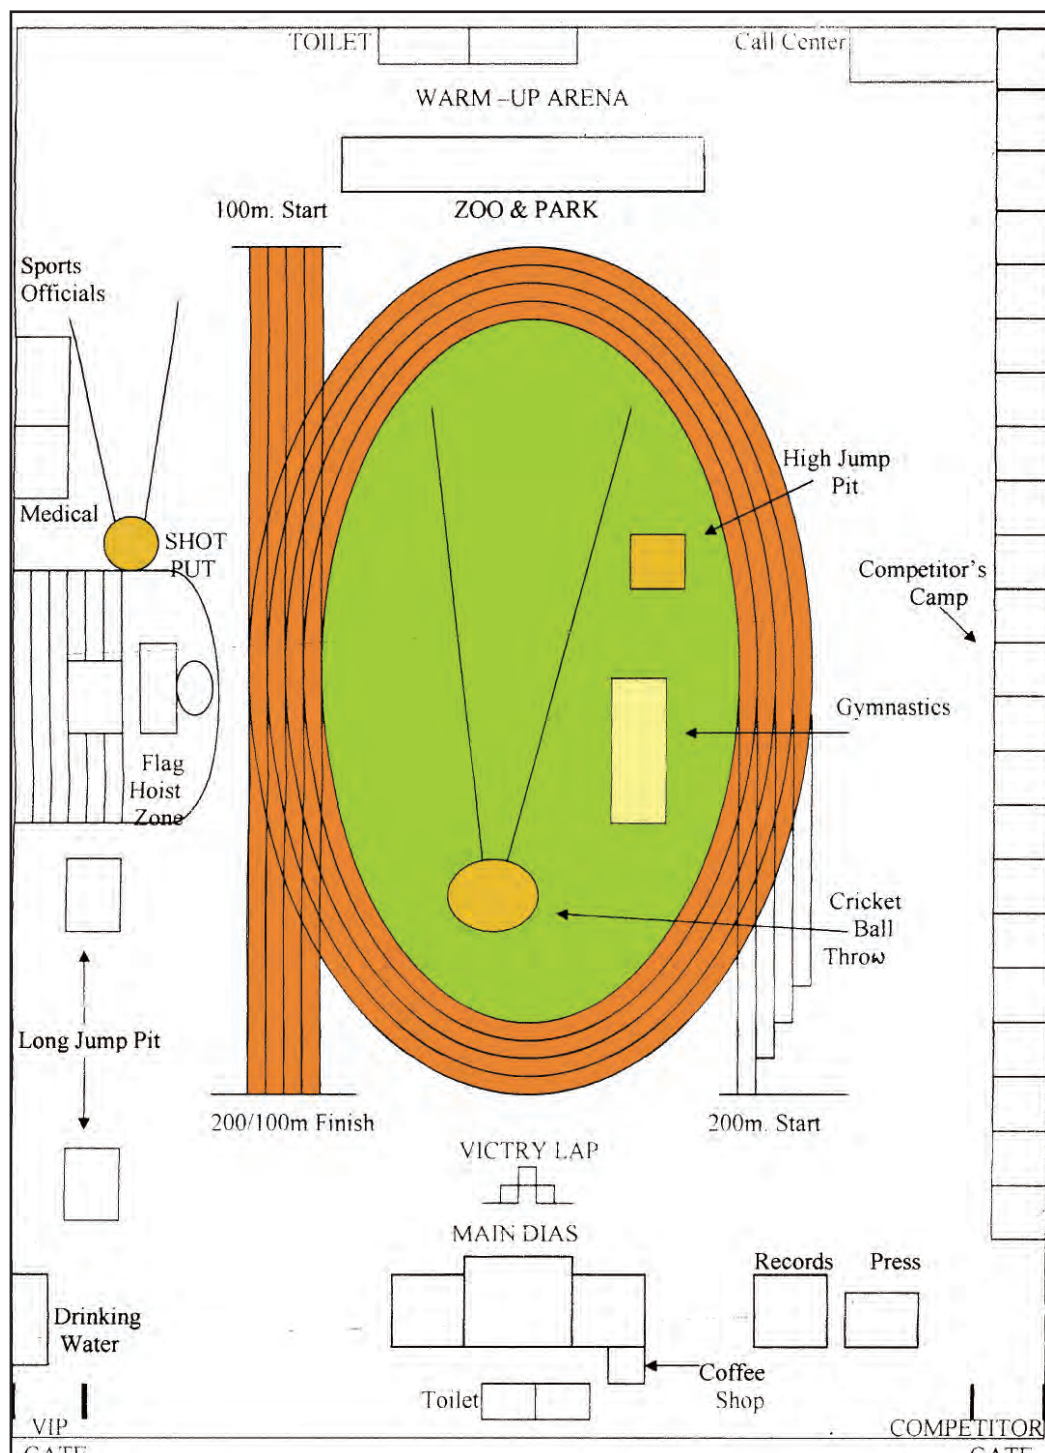 TOILET
Call Center
WARM –UP ARENA
100m. Start
ZOO & PARK
Sports
Officials
High Jump
Pit
Medical
SHOT
PUT
Competitor's
Camp
Gymnastics
Flag
Hoist
Zone
Cricket
Ball
Throw
Long Jump Pit
200/100m Finish
200m. Start
VICTRY LAP
MAIN DIAS
Records
Press
Drinking
Water
Coffee
Shop
Toilet
VIP
GATE
COMPETITOR
GATE